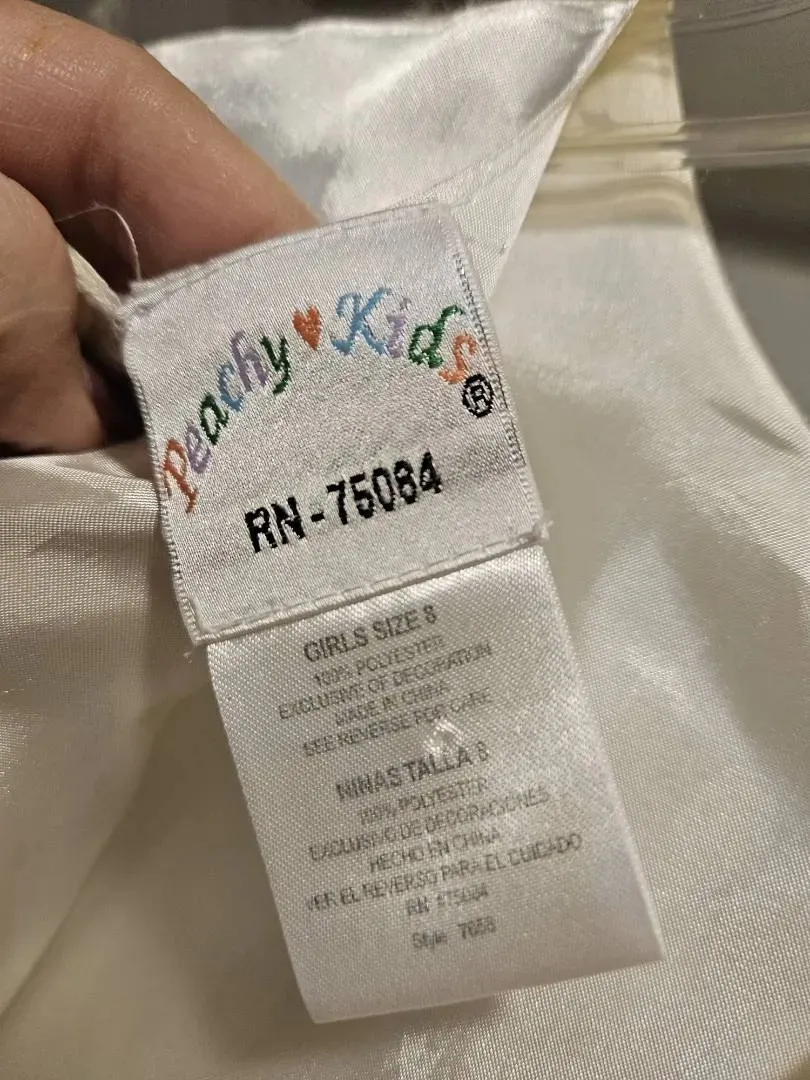 Peachy Kids ®
RN-75084
GIRLS SIZE 8
100% POLYESTER
EXCLUSIVE OF DECORATION
MADE IN CHINA
SEE REVERSE FOR CARE
NINAS TALLA 8
100% POLYESTER
EXCLUSIVO DE DECORACIONES
HECHO EN CHINA
VER EL REVERSO PARA EL CUIDADO
RN #75084
Style